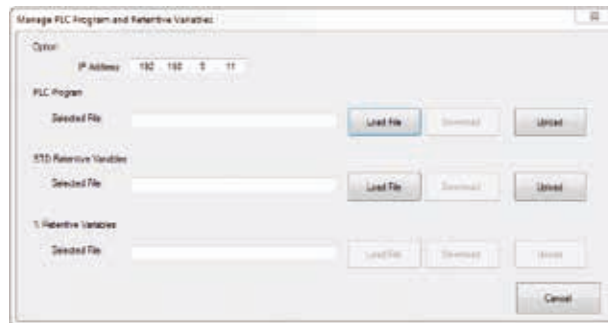 Manage PLC Program and Retentive Variables
Option
IP Address 192 168 0 11
PLC Program
Selected File Load File Download Upload
STD Retentive Variables
Selected File Load File Download Upload
% Retentive Variables
Selected File Load File Download Upload
Cancel